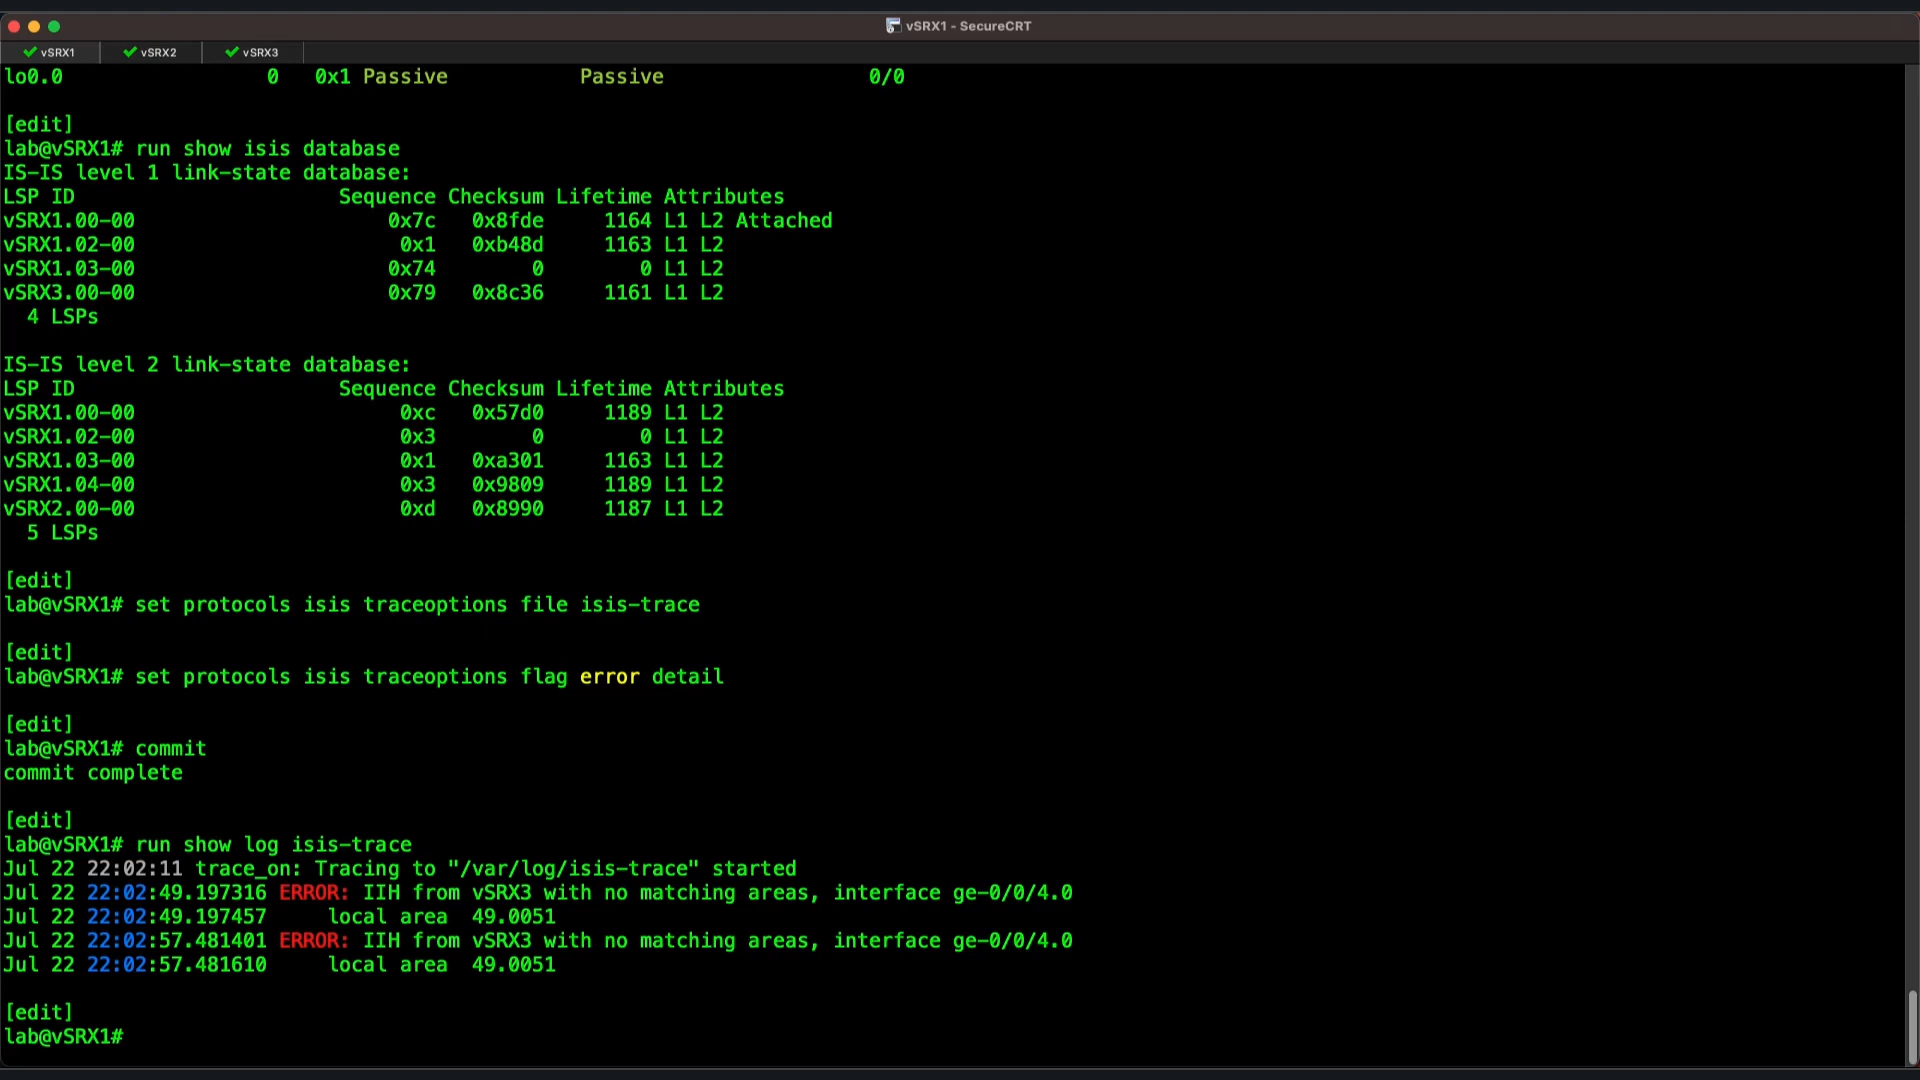 vSRX1 - SecureCRT
vSRX1 vSRX2 vSRX3
lo0.0 0 0x1 Passive Passive 0/0
[edit]
lab@vSRX1# run show isis database
IS-IS level 1 link-state database:
LSP ID Sequence Checksum Lifetime Attributes
vSRX1.00-00 0x7c 0x8fde 1164 L1 L2 Attached
vSRX1.02-00 0x1 0xb48d 1163 L1 L2
vSRX1.03-00 0x74 0 0 L1 L2
vSRX3.00-00 0x79 0x8c36 1161 L1 L2
4 LSPs
IS-IS level 2 link-state database:
LSP ID Sequence Checksum Lifetime Attributes
vSRX1.00-00 0xc 0x57d0 1189 L1 L2
vSRX1.02-00 0x3 0 0 L1 L2
vSRX1.03-00 0x1 0xa301 1163 L1 L2
vSRX1.04-00 0x3 0x9809 1189 L1 L2
vSRX2.00-00 0xd 0x8990 1187 L1 L2
5 LSPs
[edit]
lab@vSRX1# set protocols isis traceoptions file isis-trace
[edit]
lab@vSRX1# set protocols isis traceoptions flag error detail
[edit]
lab@vSRX1# commit
commit complete
[edit]
lab@vSRX1# run show log isis-trace
Jul 22 22:02:11 trace_on: Tracing to "/var/log/isis-trace" started
Jul 22 22:02:49.197316 ERROR: IIH from vSRX3 with no matching areas, interface ge-0/0/4.0
Jul 22 22:02:49.197457 local area 49.0051
Jul 22 22:02:57.481401 ERROR: IIH from vSRX3 with no matching areas, interface ge-0/0/4.0
Jul 22 22:02:57.481610 local area 49.0051
[edit]
lab@vSRX1#